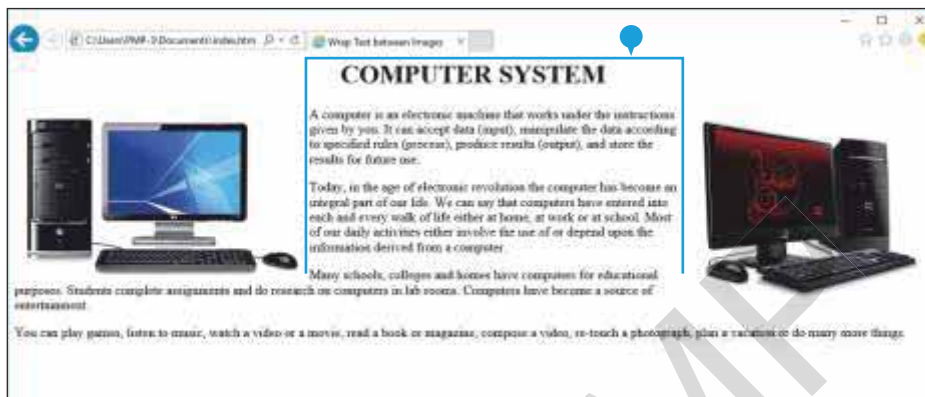 C:\Users\PMP-3\Documents\index.htm
Wrap Text between Images
COMPUTER SYSTEM
A computer is an electronic machine that works under the instructions
given by you. It can accept data (input), manipulate the data according
to specified rules (process), produce results (output), and store the
results for future use.
Today, in the age of electronic revolution the computer has become an
integral part of our life. We can say that computers have entered into
each and every walk of life either at home, at work or at school. Most
of our daily activities either involve the use of or depend upon the
information derived from a computer.
Many schools, colleges and homes have computers for educational
purposes. Students complete assignments and do research on computers in lab rooms. Computers have become a source of
entertainment.
You can play games, listen to music, watch a video or a movie, read a book or magazine, compose a video, re-touch a photograph, plan a vacation or do many more things.